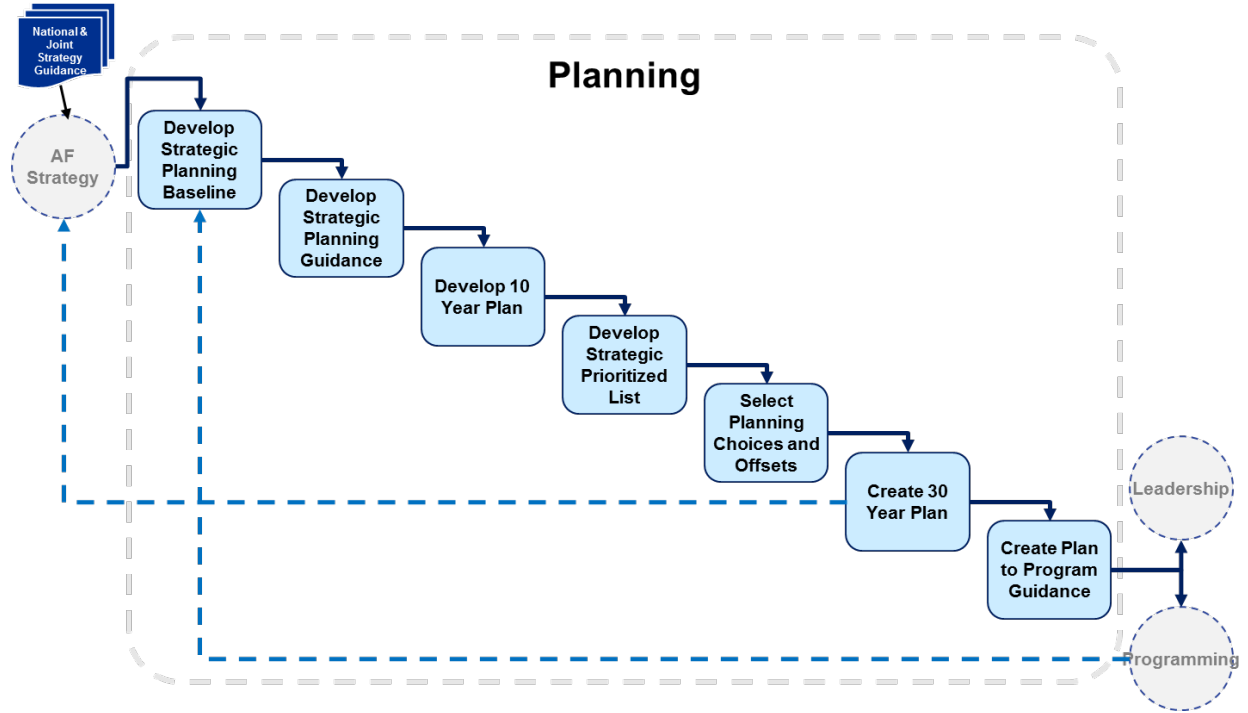 National &
Joint
Strategy
Guidance
Planning
AF
Strategy
Develop
Strategic
Planning
Baseline
Develop
Strategic
Planning
Guidance
Develop 10
Year Plan
Develop
Strategic
Prioritized
List
Select
Planning
Choices and
Offsets
Create 30
Year Plan
Leadership
Create Plan
to Program
Guidance
Programming